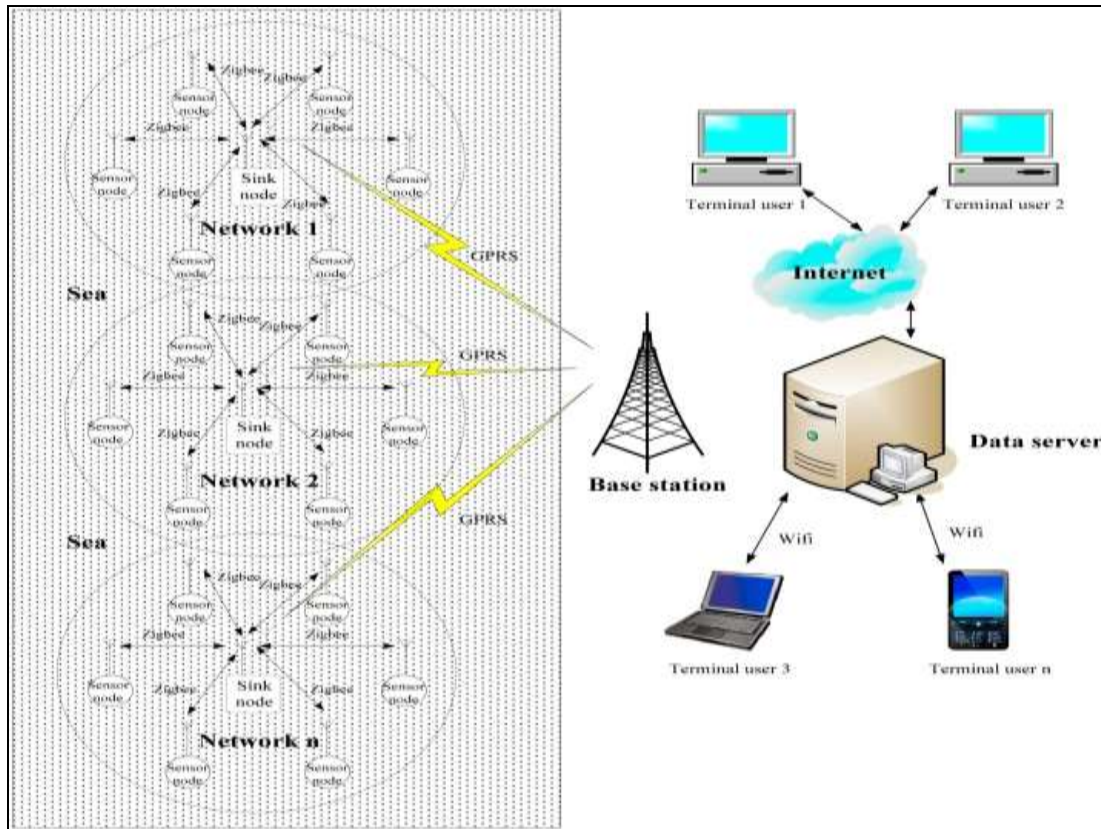 Zigbee
Zigbee
Sensor
node
Sensor
node
Zigbee
Zigbee
Sensor
node
Sink
node
Sensor
node
Zigbee
Zigbee
Network 1
Sensor
node
Sensor
node
GPRS
Sea
Zigbee
Zigbee
Sensor
node
Sensor
node
Zigbee
Zigbee
GPRS
Sensor
node
Sink
node
Sensor
node
Zigbee
Zigbee
Network 2
Sensor
node
Sensor
node
GPRS
Sea
Zigbee
Zigbee
Sensor
node
Sensor
node
Zigbee
Zigbee
Sensor
node
Sink
node
Sensor
node
Zigbee
Zigbee
Network n
Sensor
node
Sensor
node
Base station
Terminal user 1
Terminal user 2
Internet
Data server
Wifi
Wifi
Terminal user 3
Terminal user n